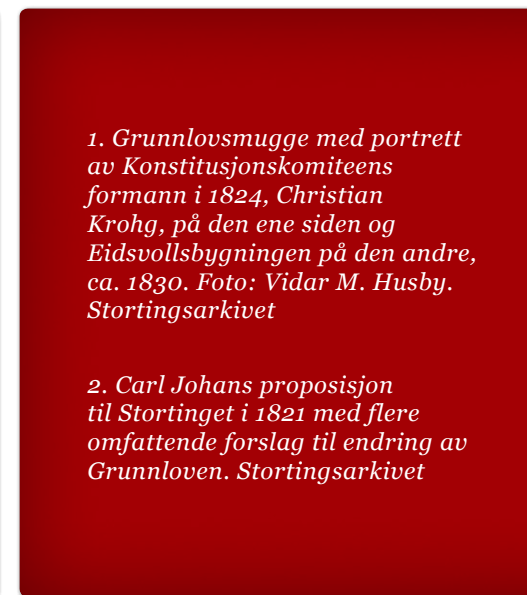 1. Grunnlovsmugge med portrett
av Konstitusjonskomiteens
formann i 1824, Christian
Krohg, på den ene siden og
Eidsvollsbygningen på den andre,
ca. 1830. Foto: Vidar M. Husby.
Stortingsarkivet
2. Carl Johans proposisjon
til Stortinget i 1821 med flere
omfattende forslag til endring av
Grunnloven. Stortingsarkivet